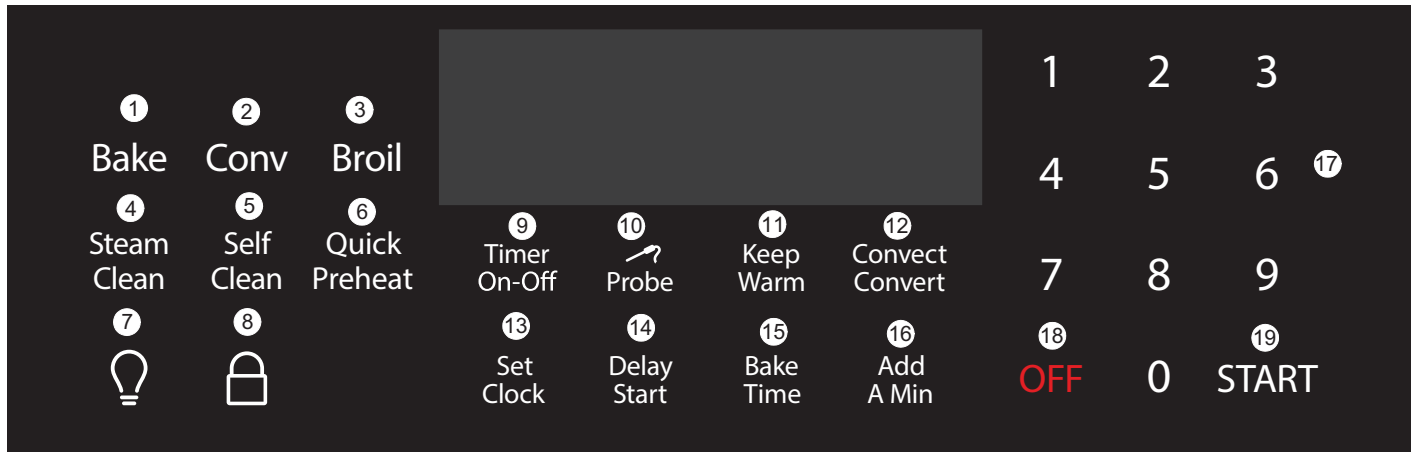 1 2 3
1 2 3
Bake Conv Broil
4 5 6 17
4 5 6
Steam Self Quick
Clean Clean Preheat
9 10 11 12
Timer Keep Convect
On-Off Probe Warm Convert
7 8 9
7 8
13 14 15 16
Set Delay Bake Add
Clock Start Time A Min
18 19
OFF 0 START